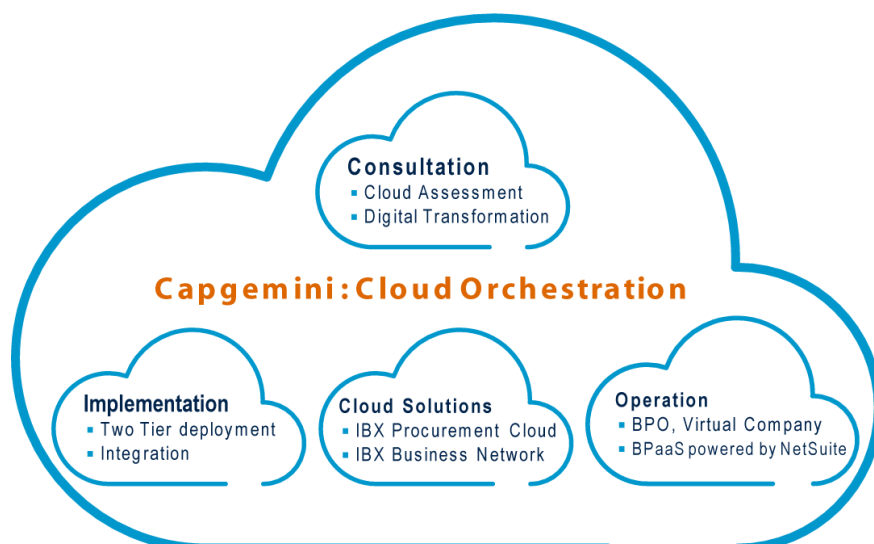 Consultation
▪ Cloud Assessment
▪ Digital Transformation
Capgemini: Cloud Orchestration
Implementation
▪ Two Tier deployment
▪ Integration
Cloud Solutions
▪ IBX Procurement Cloud
▪ IBX Business Network
Operation
▪ BPO, Virtual Company
▪ BPaaS powered by NetSuite